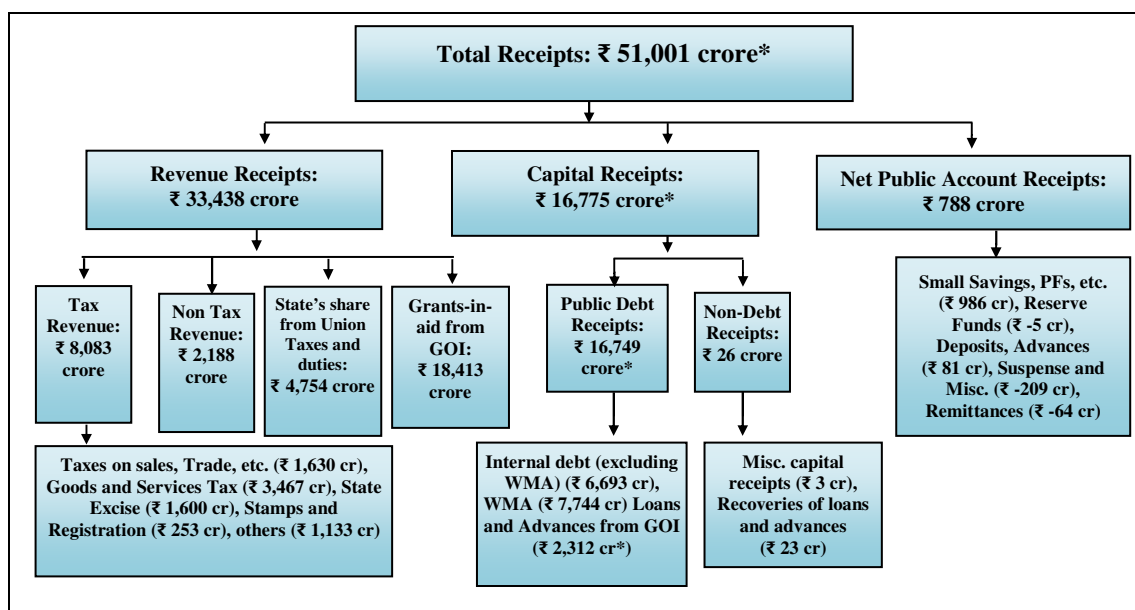 Total Receipts: ₹ 51,001 crore*
Revenue Receipts:
₹ 33,438 crore
Capital Receipts:
₹ 16,775 crore*
Net Public Account Receipts:
₹ 788 crore
Tax
Revenue:
₹ 8,083
crore
Non Tax
Revenue:
₹ 2,188
crore
State's share
from Union
Taxes and
duties:
₹ 4,754 crore
Grants-in-
aid from
GOI:
₹ 18,413
crore
Public Debt
Receipts:
₹ 16,749
crore*
Non-Debt
Receipts:
₹ 26 crore
Small Savings, PFs, etc.
(₹ 986 cr), Reserve
Funds (₹ -5 cr),
Deposits, Advances
(₹ 81 cr), Suspense and
Misc. (₹ -209 cr),
Remittances (₹ -64 cr)
Taxes on sales, Trade, etc. (₹ 1,630 cr),
Goods and Services Tax (₹ 3,467 cr), State
Excise (₹ 1,600 cr), Stamps and
Registration (₹ 253 cr), others (₹ 1,133 cr)
Internal debt (excluding
WMA) (₹ 6,693 cr),
WMA (₹ 7,744 cr) Loans
and Advances from GOI
(₹ 2,312 cr*)
Misc. capital
receipts (₹ 3 cr),
Recoveries of loans
and advances
(₹ 23 cr)